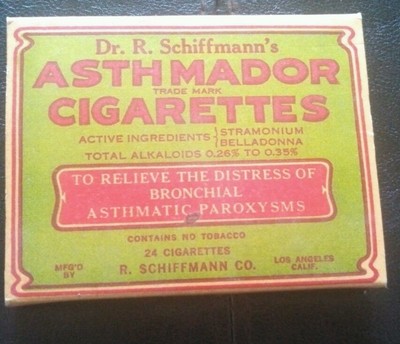 Dr. R. Schiffmann's
ASTHMADOR
TRADE MARK
CIGARETTES
ACTIVE INGREDIENTS { STRAMONIUM
BELLADONNA
TOTAL ALKALOIDS 0.26% TO 0.35%
TO RELIEVE THE DISTRESS OF
BRONCHIAL
ASTHMATIC PAROXYSMS
CONTAINS NO TOBACCO
24 CIGARETTES
MFG'D BY
R. SCHIFFMANN CO.
LOS ANGELES
CALIF.